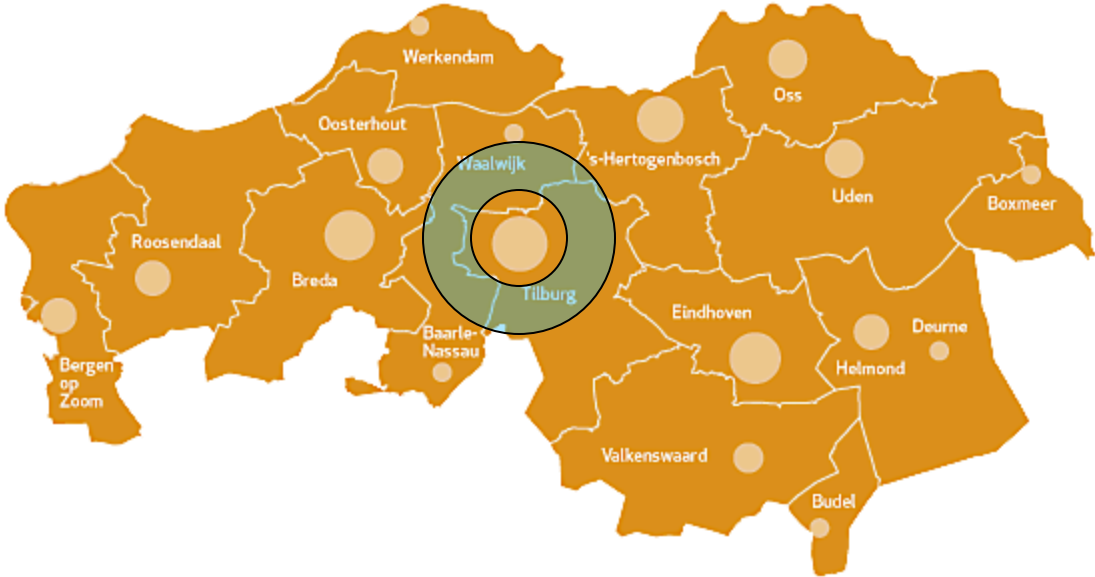 Werkendam
Oss
Oosterhout
Waalwijk
's-Hertogenbosch
Uden
Boxmeer
Roosendaal
Breda
Tilburg
Eindhoven
Deurne
Baarle-
Nassau
Helmond
Bergen
op
Zoom
Valkenswaard
Budel